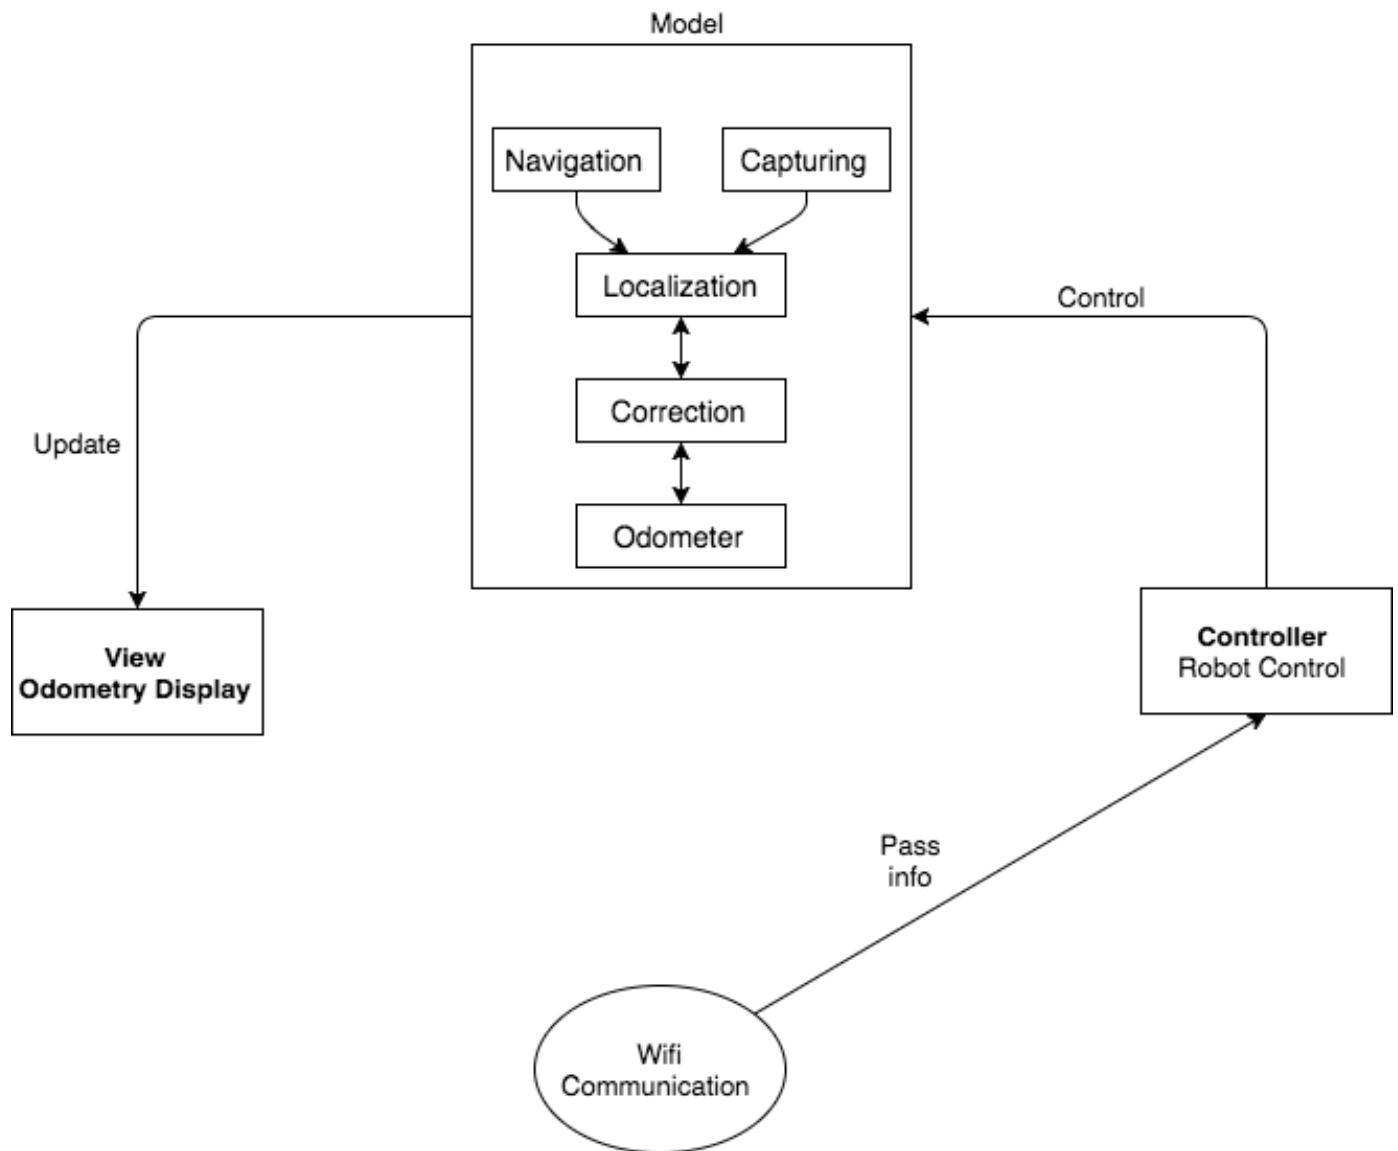 Model
Navigation
Capturing
Localization
Control
Correction
Update
Odometer
View
Odometry Display
Controller
Robot Control
Pass
info
Wifi
Communication